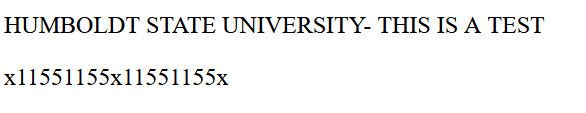 HUMBOLDT STATE UNIVERSITY- THIS IS A TEST
x11551155x11551155x